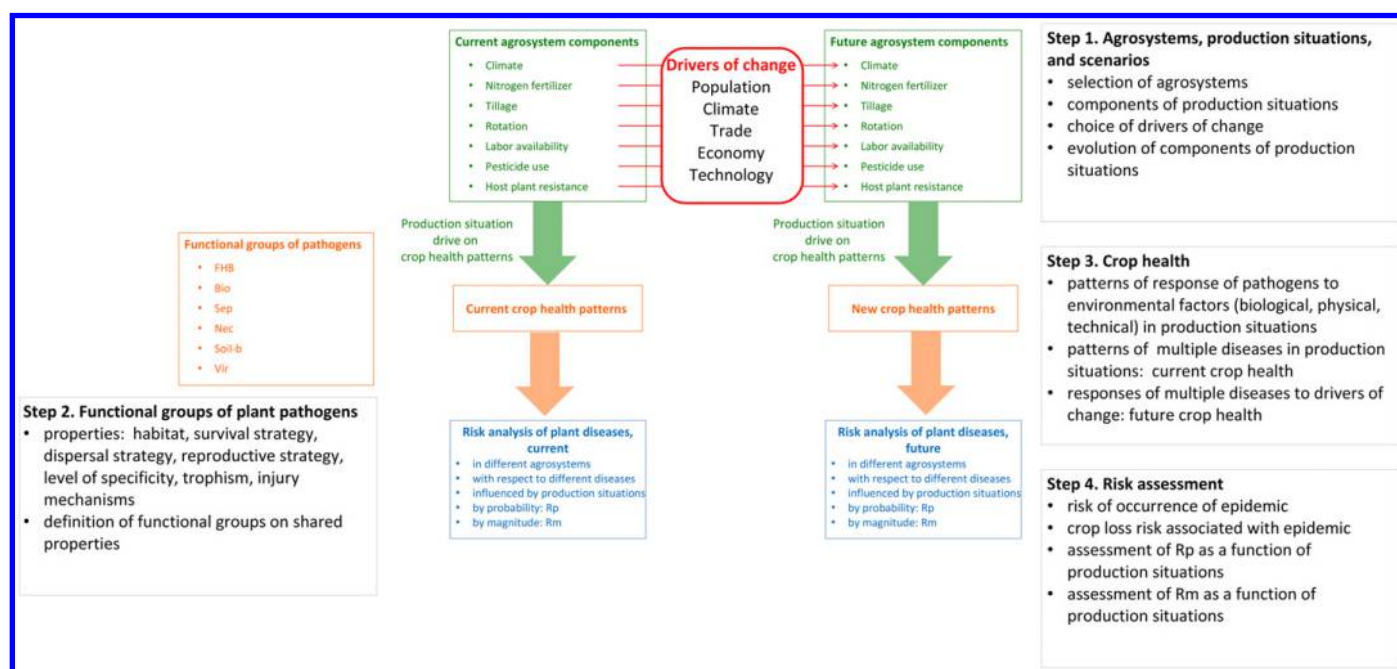 Current agrosystem components
• Climate
• Nitrogen fertilizer
• Tillage
• Rotation
• Labor availability
• Pesticide use
• Host plant resistance
Drivers of change
Population
Climate
Trade
Economy
Technology
Future agrosystem components
• Climate
• Nitrogen fertilizer
• Tillage
• Rotation
• Labor availability
• Pesticide use
• Host plant resistance
Step 1. Agrosystems, production situations,
and scenarios
• selection of agrosystems
• components of production situations
• choice of drivers of change
• evolution of components of production
situations
Production situation
drive on
crop health patterns
Production situation
drive on
crop health patterns
Functional groups of pathogens
• FHB
• Bio
• Sep
• Nec
• Soil-b
• Vir
Current crop health patterns
New crop health patterns
Step 3. Crop health
• patterns of response of pathogens to
environmental factors (biological, physical,
technical) in production situations
• patterns of multiple diseases in production
situations: current crop health
• responses of multiple diseases to drivers of
change: future crop health
Step 2. Functional groups of plant pathogens
• properties: habitat, survival strategy,
dispersal strategy, reproductive strategy,
level of specificity, trophism, injury
mechanisms
• definition of functional groups on shared
properties
Risk analysis of plant diseases,
current
• in different agrosystems
• with respect to different diseases
• influenced by production situations
• by probability: Rp
• by magnitude: Rm
Risk analysis of plant diseases,
future
• in different agrosystems
• with respect to different diseases
• influenced by production situations
• by probability: Rp
• by magnitude: Rm
Step 4. Risk assessment
• risk of occurrence of epidemic
• crop loss risk associated with epidemic
• assessment of Rp as a function of
production situations
• assessment of Rm as a function of
production situations